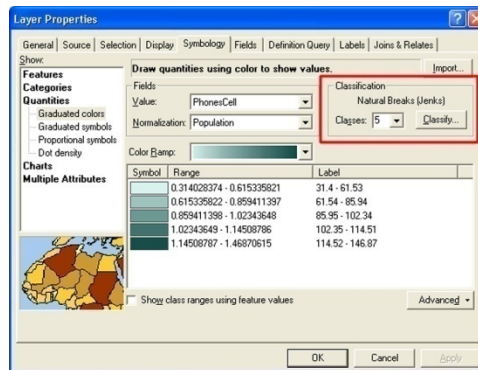 Layer Properties
General Source Selection Display Symbology Fields Definition Query Labels Joins & Relates
Show:
Features
Categories
Quantities
Graduated colors
Graduated symbols
Proportional symbols
Dot density
Charts
Multiple Attributes
Draw quantities using color to show values.
Import...
Fields
Value: PhonesCell
Normalization: Population
Classification
Natural Breaks (Jenks)
Classes: 5 Classify...
Color Ramp:
Symbol Range Label
0.314028374 - 0.615335821 31.4 - 61.53
0.615335822 - 0.859411397 61.54 - 85.94
0.859411398 - 1.02343648 85.95 - 102.34
1.02343649 - 1.14508786 102.35 - 114.51
1.14508787 - 1.46870615 114.52 - 146.87
Show class ranges using feature values
Advanced
OK Cancel Apply